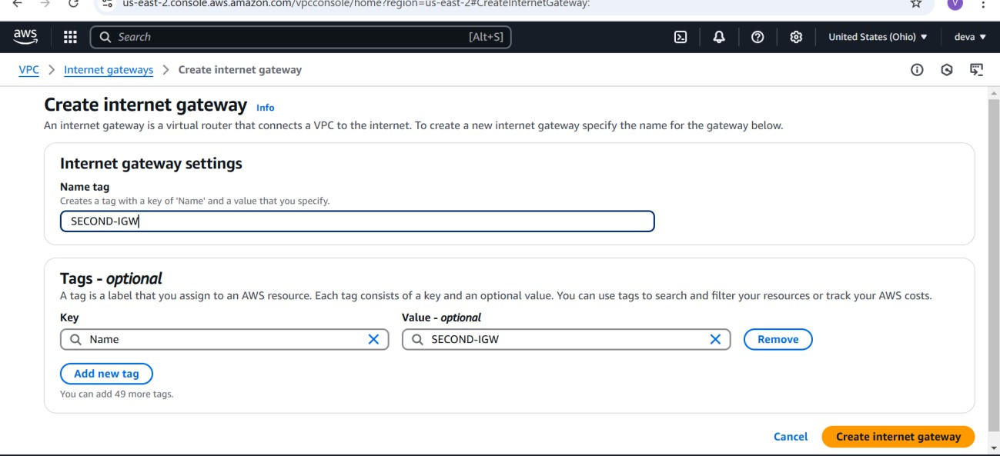 us-east-2.console.aws.amazon.com/vpcconsole/home?region=us-east-2#CreateInternetGateway:
V
aws
Search
[Alt+S]
United States (Ohio)
deva
VPC > Internet gateways > Create internet gateway
Create internet gateway Info
An internet gateway is a virtual router that connects a VPC to the internet. To create a new internet gateway specify the name for the gateway below.
Internet gateway settings
Name tag
Creates a tag with a key of 'Name' and a value that you specify.
SECOND-IGW
Tags - optional
A tag is a label that you assign to an AWS resource. Each tag consists of a key and an optional value. You can use tags to search and filter your resources or track your AWS costs.
Key
Value - optional
Name
SECOND-IGW
Remove
Add new tag
You can add 49 more tags.
Cancel
Create internet gateway